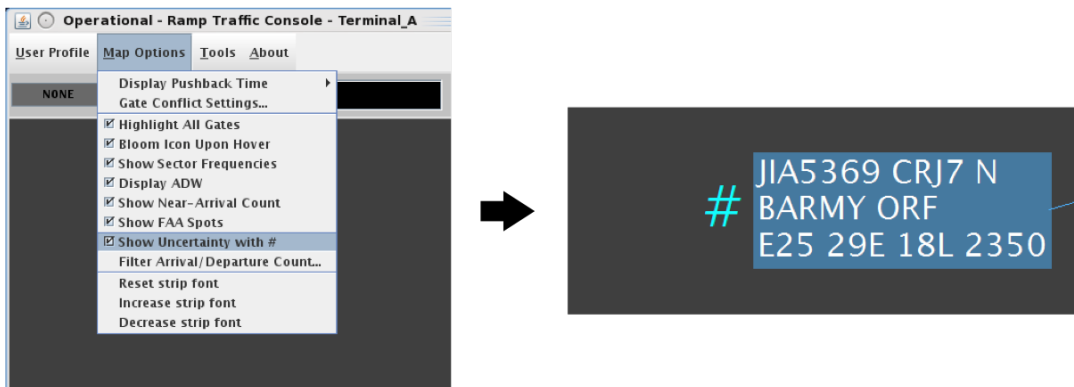 Operational - Ramp Traffic Console - Terminal_A
User Profile Map Options Tools About
NONE
Display Pushback Time
Gate Conflict Settings...
Highlight All Gates
Bloom Icon Upon Hover
Show Sector Frequencies
Display ADW
Show Near-Arrival Count
Show FAA Spots
Show Uncertainty with #
Filter Arrival/Departure Count...
Reset strip font
Increase strip font
Decrease strip font
#
JIA5369 CRJ7 N
BARMY ORF
E25 29E 18L 2350